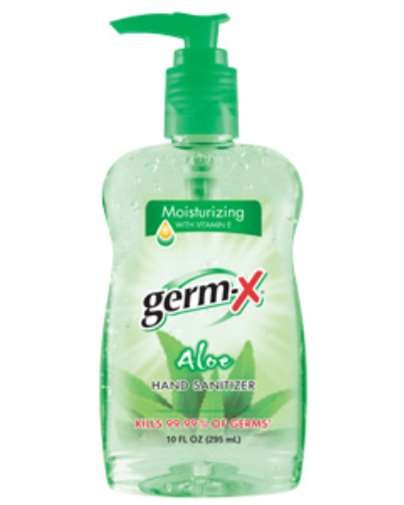 Moisturizing
WITH VITAMIN E
germ-X
Aloe
HAND SANITIZER
KILLS 99.99% OF GERMS*
10 FL OZ (295 mL)